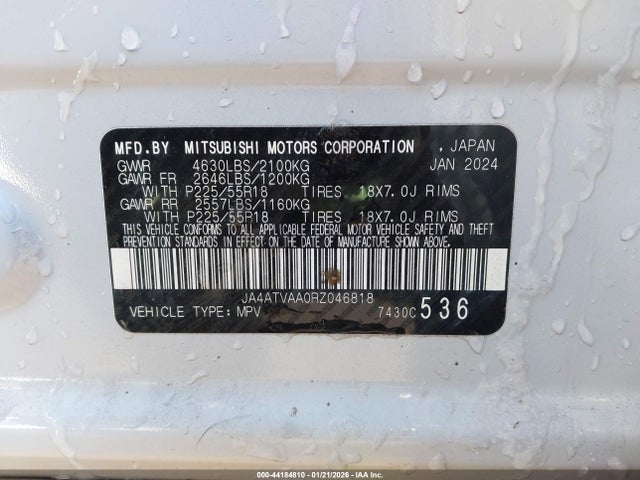 MFD.BY MITSUBISHI MOTORS CORPORATION , JAPAN
GVWR 4630LBS/2100KG JAN 2024
GAWR FR 2646LBS/1200KG
WITH P225/55R18 TIRES 18X7.0J RIMS
GAWR RR 2557LBS/1160KG
WITH P225/55R18 TIRES 18X7.0J RIMS
THIS VEHICLE CONFORMS TO ALL APPLICABLE FEDERAL MOTOR VEHICLE SAFETY AND THEFT
PREVENTION STANDARDS IN EFFECT ON THE DATE OF MANUFACTURE SHOWN ABOVE.
JA4ATVAA0RZ046818
VEHICLE TYPE: MPV 7430C 536
000-44184810 - 01/21/2026 - IAA Inc.